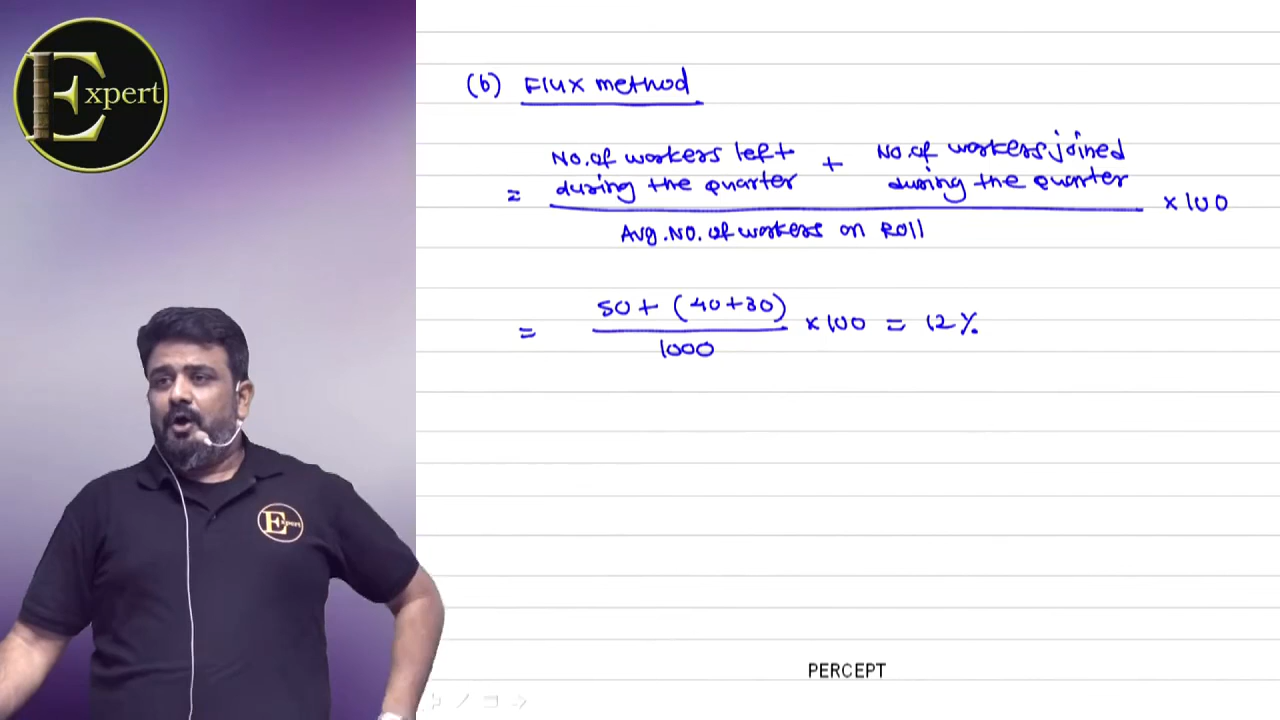 Expert
(b) Flux method
No. of workers left + No. of workers joined
during the quarter during the quarter
= × 100
Avg. No. of workers on Roll
= 50 + (40+30) × 100 = 12%
1000
Expert
PERCEPT